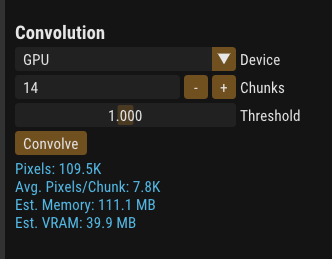 Convolution
GPU Device
14 - + Chunks
1.000 Threshold
Convolve
Pixels: 109.5K
Avg. Pixels/Chunk: 7.8K
Est. Memory: 111.1 MB
Est. VRAM: 39.9 MB